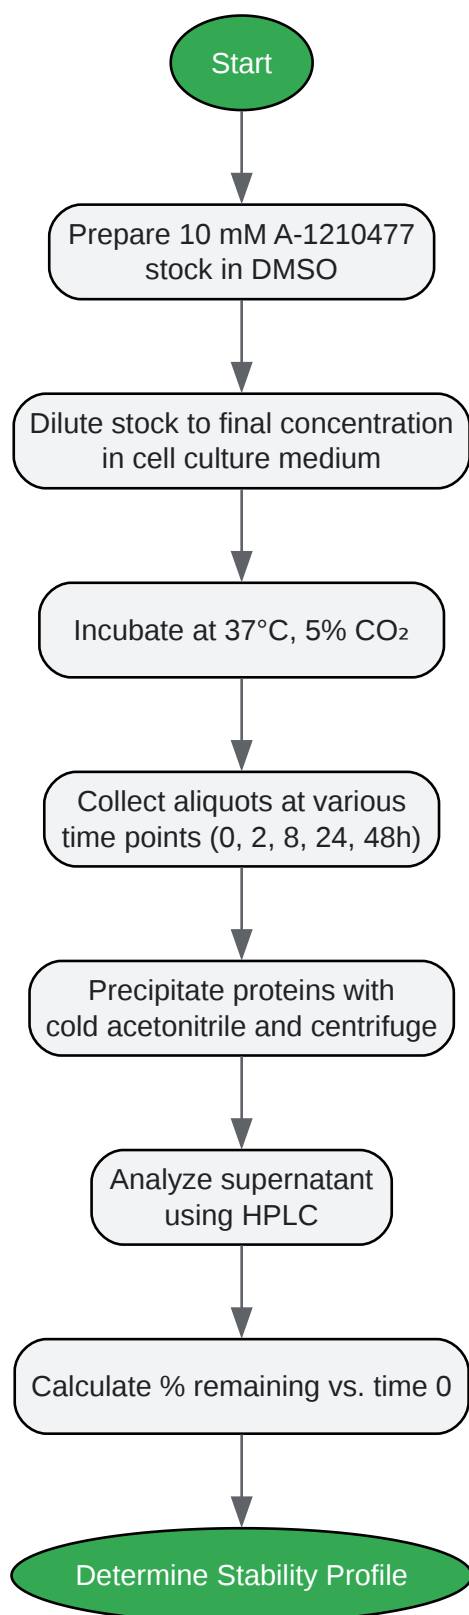 Start
Prepare 10 mM A-1210477
stock in DMSO
Dilute stock to final concentration
in cell culture medium
Incubate at 37°C, 5% CO₂
Collect aliquots at various
time points (0, 2, 8, 24, 48h)
Precipitate proteins with
cold acetonitrile and centrifuge
Analyze supernatant
using HPLC
Calculate % remaining vs. time 0
Determine Stability Profile